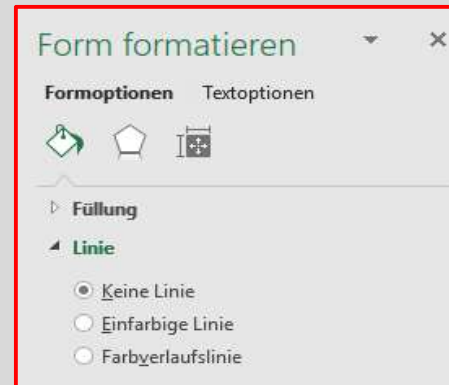 Form formatieren
Formoptionen Textoptionen
Füllung
Linie
Keine Linie
Einfarbige Linie
Farbverlaufslinie